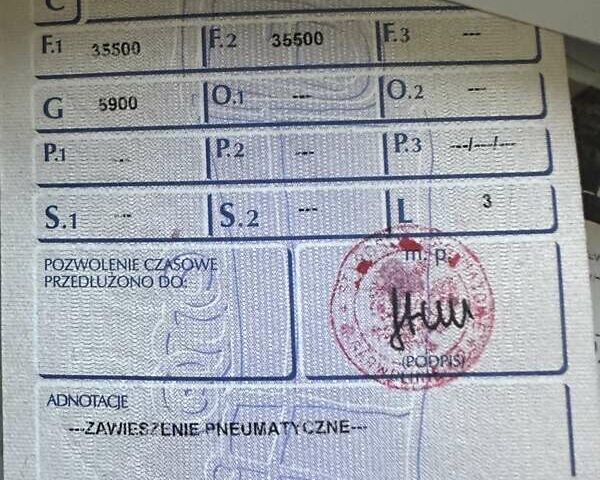 C
F.1 35500 F.2 35500 F.3 ---
G 5900 O.1 --- O.2 ---
P.1 --- P.2 --- P.3 ---/---/---
S.1 --- S.2 --- L 3
POZWOLENIE CZASOWE
PRZEDŁUŻONO DO:
m. p.
(PODPIS)
ADNOTACJE
---ZAWIESZENIE PNEUMATYCZNE---